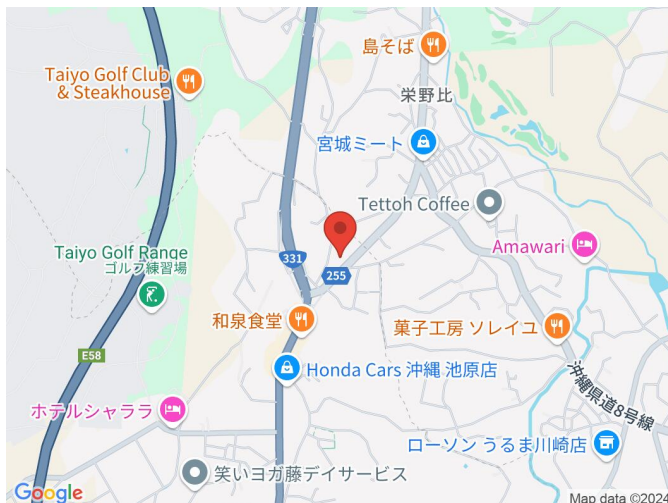 島そば
Taiyo Golf Club
& Steakhouse
栄野比
宮城ミート
Tettoh Coffee
Amawari
Taiyo Golf Range
ゴルフ練習場
331
255
和泉食堂
菓子工房 ソレイユ
E58
Honda Cars 沖縄 池原店
沖縄県道8号線
ホテルシャララ
ローソン うるま川崎店
笑いヨガ藤デイサービス
Google
Map data ©2024